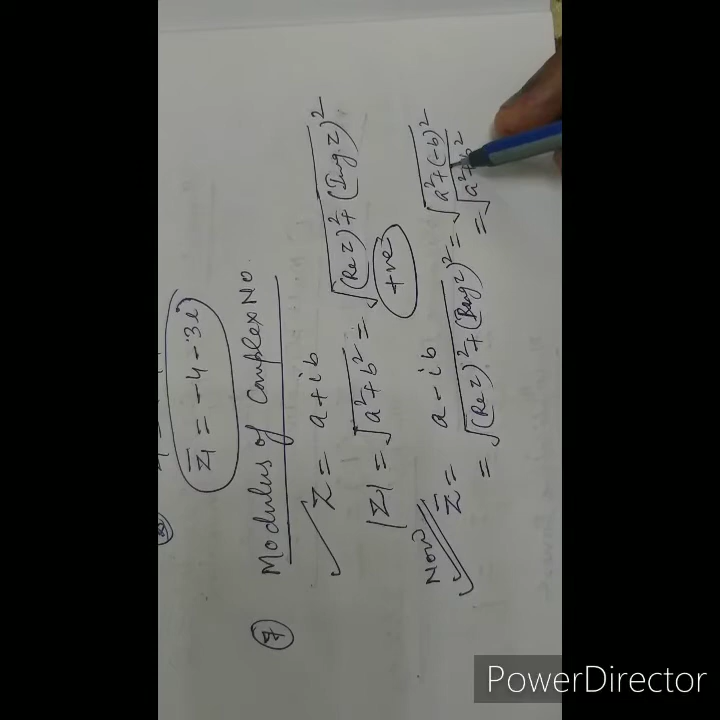 z̄₁ = -4 - 3i
⑦ Modulus of Complex No.
z = a + ib
|z| = √(a² + b²) = √((Re z)² + (Img z)²)
+ve
Now z̄ = a - ib
= √((Re z)² + (Img z)²) = √(a² + (-b)²)
= √(a² + b²)
PowerDirector